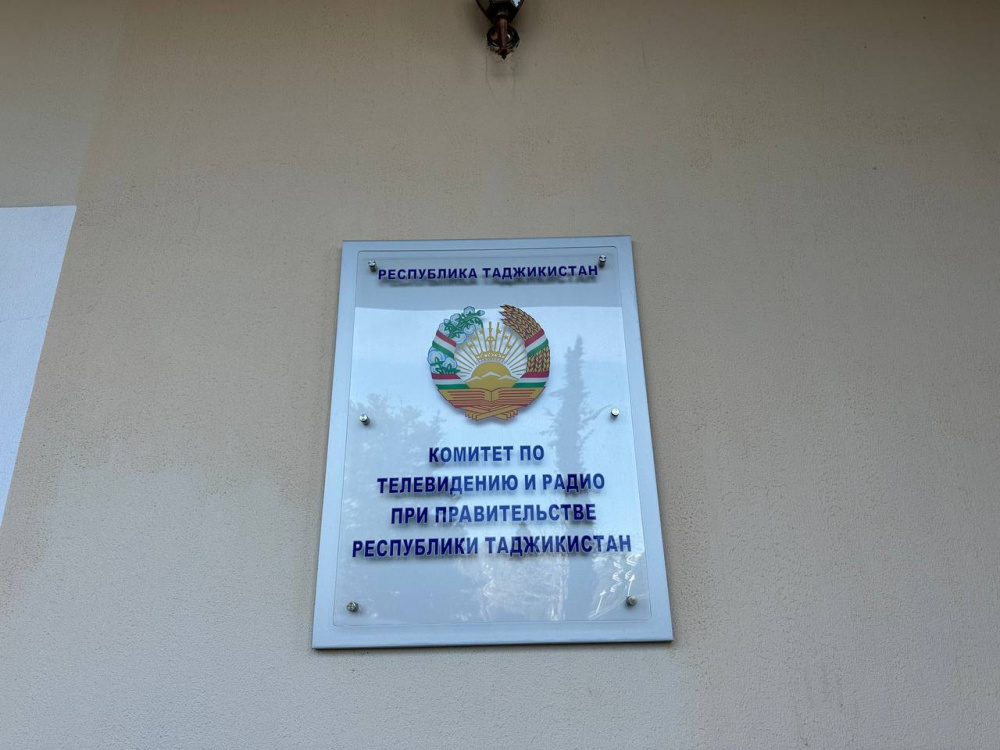 РЕСПУБЛИКА ТАДЖИКИСТАН
КОМИТЕТ ПО
ТЕЛЕВИДЕНИЮ И РАДИО
ПРИ ПРАВИТЕЛЬСТВЕ
РЕСПУБЛИКИ ТАДЖИКИСТАН